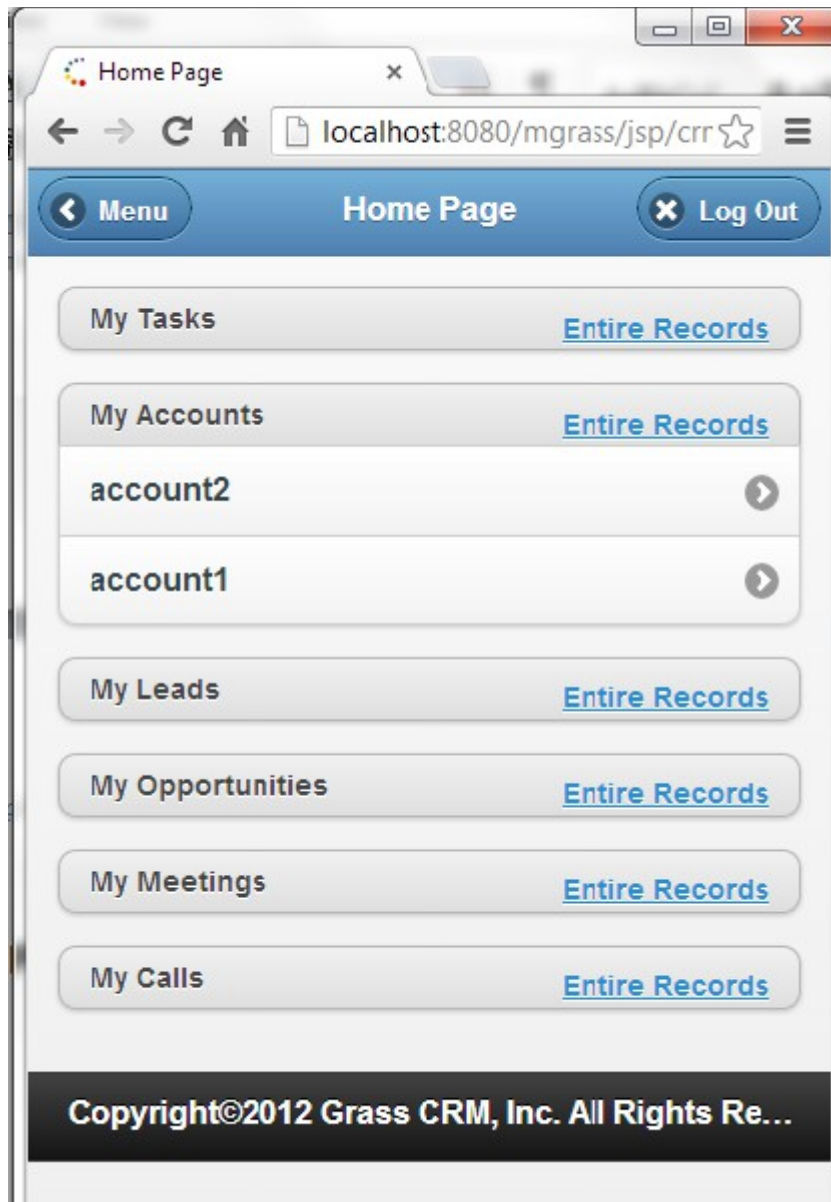 Home Page
localhost:8080/mgrass/jsp/crr
Menu
Home Page
Log Out
My Tasks
Entire Records
My Accounts
Entire Records
account2
account1
My Leads
Entire Records
My Opportunities
Entire Records
My Meetings
Entire Records
My Calls
Entire Records
Copyright©2012 Grass CRM, Inc. All Rights Re...